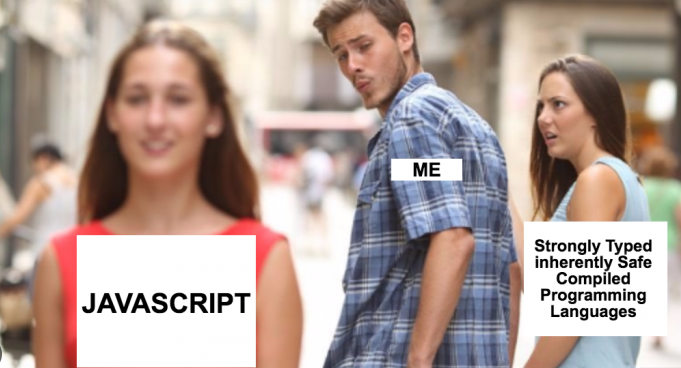 JAVASCRIPT
ME
Strongly Typed
inherently Safe
Compiled
Programming
Languages